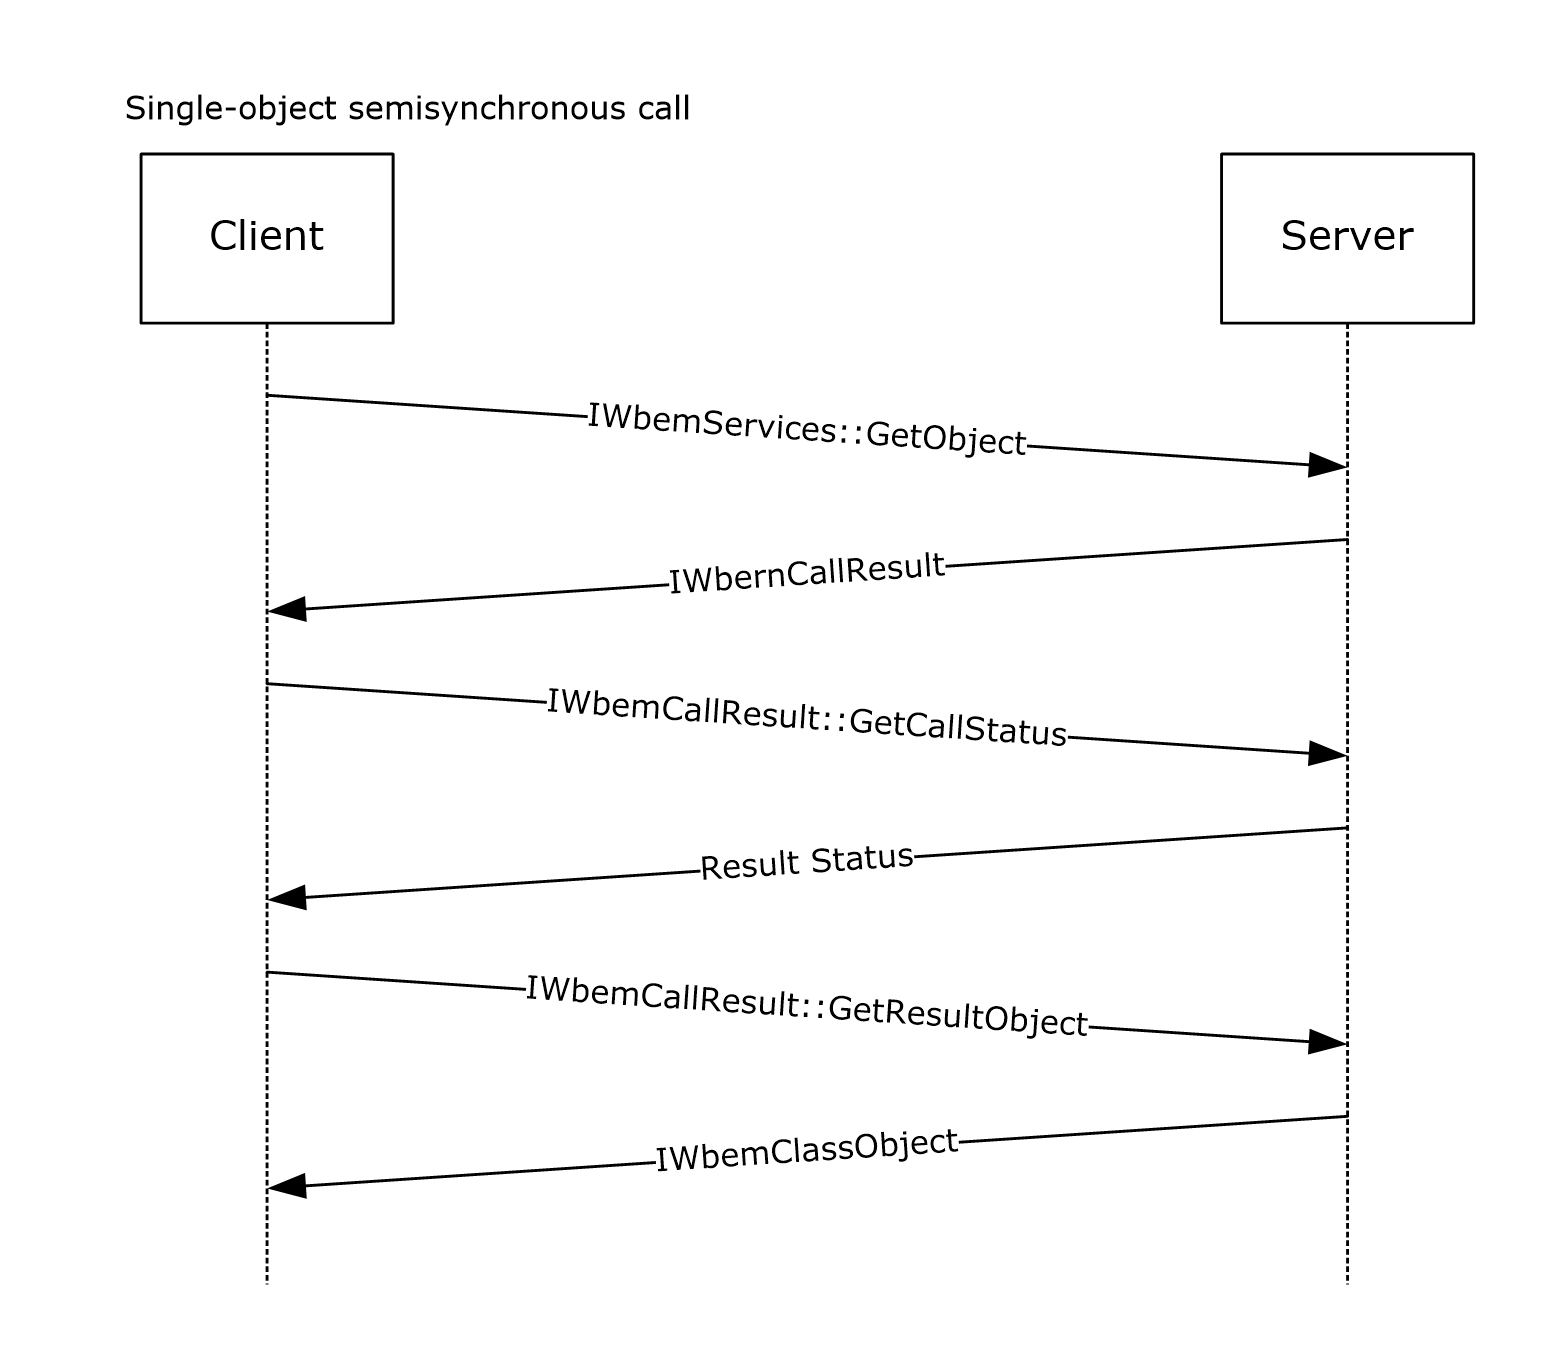 Single-object semisynchronous call
Client
Server
IWbemServices::GetObject
IWbernCallResult
IWbemCallResult::GetCallStatus
Result Status
IWbemCallResult::GetResultObject
IWbemClassObject